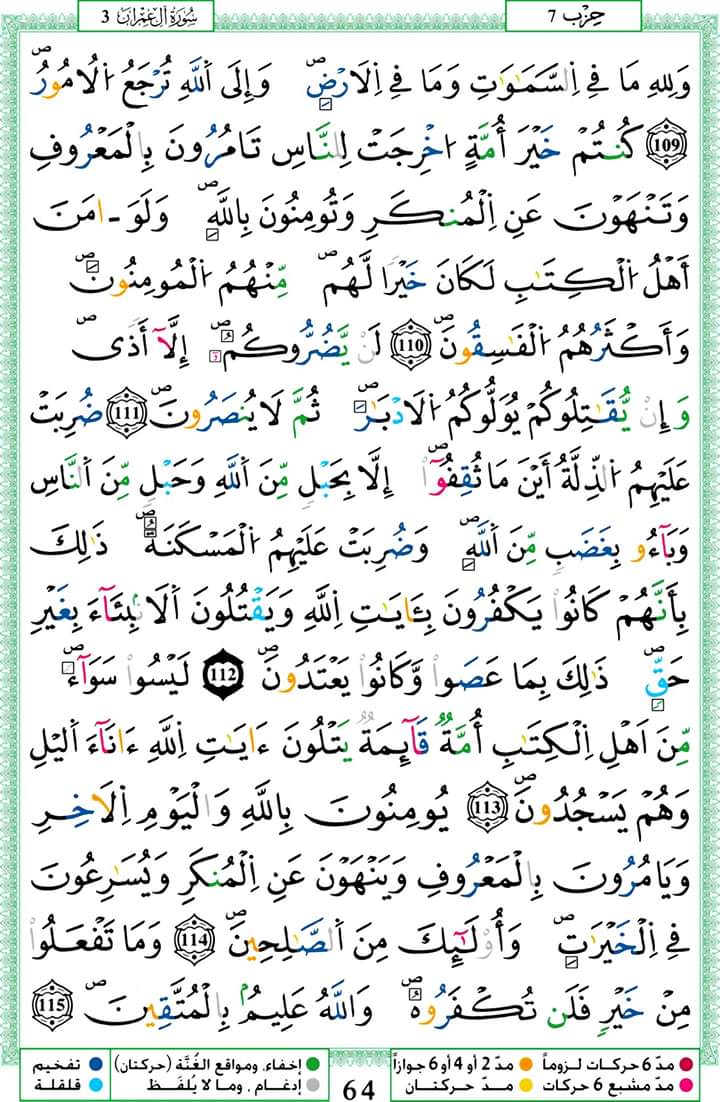 حِزْب 7
سُورَةُ آلِ عِمْرَانَ 3
وَلِلهِ مَا فِے اِ۬لسَّمَٰوَٰتِ وَمَا فِے اِ۬لَارْضِۖ وَإِلَى اَ۬للَّهِ تُرْجَعُ اُ۬لُامُورُۖ
109 كُنتُمْ خَيْرَ أُمَّةٍ ا۟خْرِجَتْ لِلنَّاسِ تَامُرُونَ بِالْمَعْرُوفِ
وَتَنْهَوْنَ عَنِ اِ۬لْمُنكَرِ وَتُومِنُونَ بِاللَّهِۖ وَلَوَ ـ امَنَ
أَهْلُ اُ۬لْكِتَٰبِ لَكَانَ خَيْراٗ لَّهُمۖ مِّنْهُمُ اُ۬لْمُومِنُونَۖ
وَأَكْثَرُهُمُ اُ۬لْفَٰسِقُونَۖ 110 لَنْ يَّضُرُّوكُمُۥٓۖ إِلَّآ أَذىٗۖ
وَإِنْ يُّقَٰتِلُوكُمْ يُوَلُّوكُمُ اُ۬لَادْبَٰرَۖ ثُمَّ لَا يُنصَرُونَۖ 111 ضُرِبَتْ
عَلَيْهِمُ اُ۬لذِّلَّةُ أَيْنَ مَا ثُقِفُوٓاْۖ إِلَّا بِحَبْلٖ مِّنَ اَ۬للَّهِ وَحَبْلٖ مِّنَ اَ۬لنَّاسِ
وَبَآءُو بِغَضَبٖ مِّنَ اَ۬للَّهِۖ وَضُرِبَتْ عَلَيْهِمُ اُ۬لْمَسْكَنَةُۖ ذَٰلِكَ
بِأَنَّهُمْ كَانُواْ يَكْفُرُونَ بِـَٔايَٰتِ اِ۬للَّهِ وَيَقْتُلُونَ اَ۬لَانۢبِئَآءَ بِغَيْرِ
حَقّٖۖ ذَٰلِكَ بِمَا عَصَواْ وَّكَانُواْ يَعْتَدُونَۖ 112 لَيْسُواْ سَوَآءٗۖ
مِّنَ اَهْلِ اِ۬لْكِتَٰبِ أُمَّةٞ قَآئِمَةٞ يَتْلُونَ ءَايَٰتِ اِ۬للَّهِ ءَانَآءَ اَ۬ليْلِ
وَهُمْ يَسْجُدُونَۖ 113 يُومِنُونَ بِاللَّهِ وَالْيَوْمِ اِ۬لَاخِرِ
وَيَامُرُونَ بِالْمَعْرُوفِ وَيَنْهَوْنَ عَنِ اِ۬لْمُنكَرِ وَيُسَٰرِعُونَ
فِے اِ۬لْخَيْرَٰتِۖ وَأُوْلَٰٓئِكَ مِنَ اَ۬لصَّٰلِحِينَۖ 114 وَمَا تَفْعَلُواْ
مِنْ خَيْرٖ فَلَن تُكْفَرُوهُۖ وَاللَّهُ عَلِيمُۢ بِالْمُتَّقِينَۖ 115
مدّ 6 حركات لزوماً مدّ 2 أو 4 أو 6 جوازاً إخفاء، ومواقع الغُنَّة (حركتان) تفخيم
مدّ مشبع 6 حركات مدّ حركتان إدغام، وما لا يُلفَظ قلقلة
64